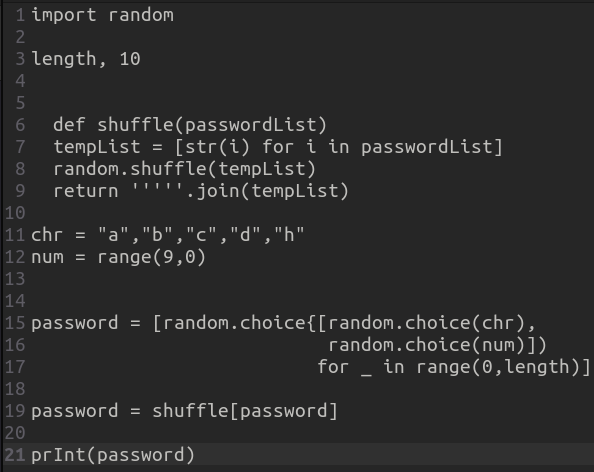 1 import random
2
3 length, 10
4
5
6   def shuffle(passwordList)
7   tempList = [str(i) for i in passwordList]
8   random.shuffle(tempList)
9   return '''''.join(tempList)
10
11 chr = "a","b","c","d","h"
12 num = range(9,0)
13
14
15 password = [random.choice{[random.choice(chr),
16                            random.choice(num)])
17                           for _ in range(0,length)]
18
19 password = shuffle[password]
20
21 prInt(password)